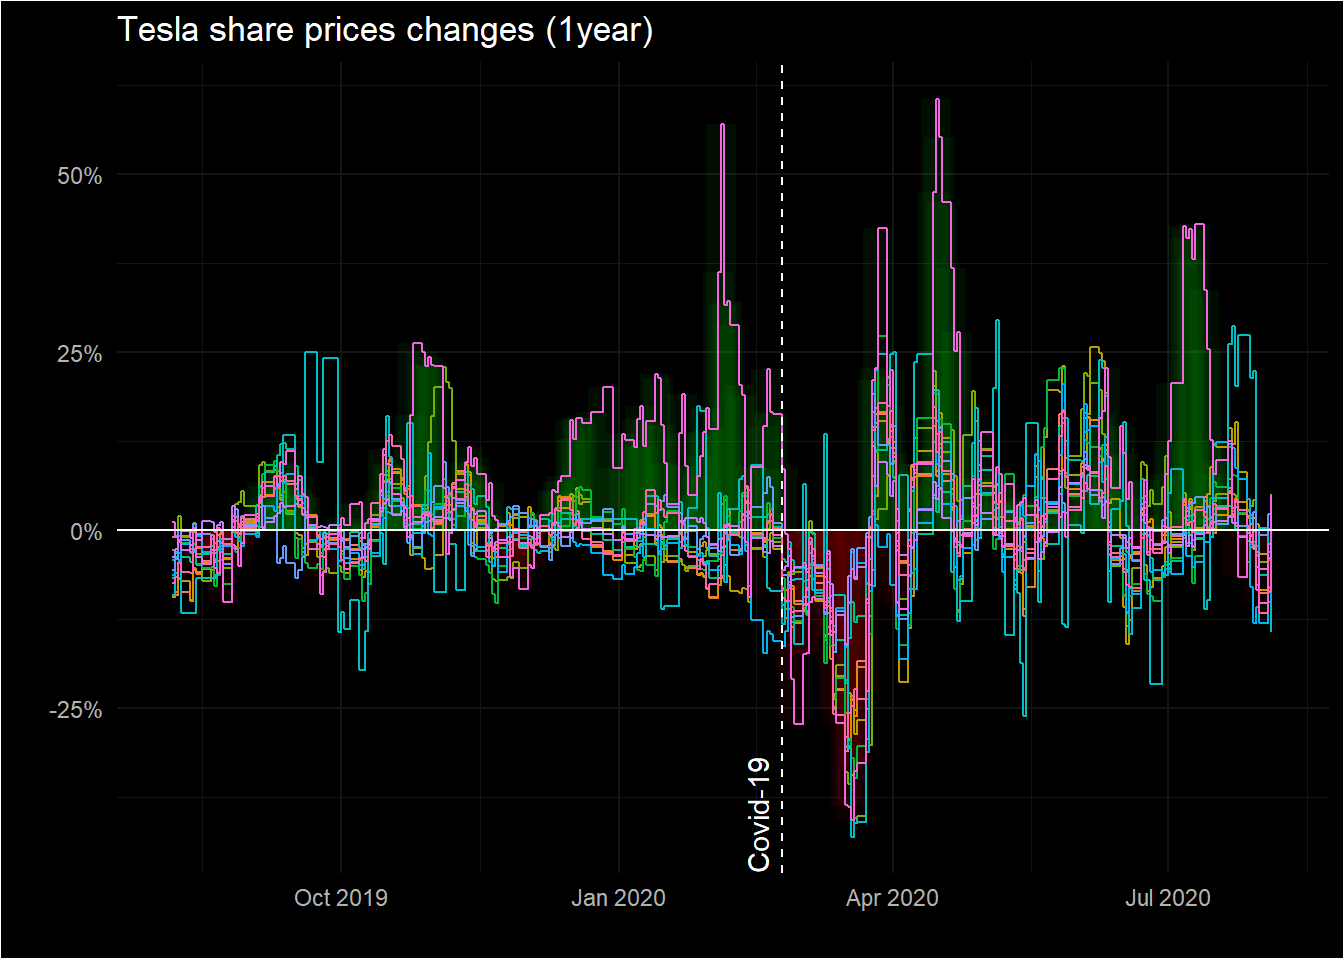 Tesla share prices changes (1year)
50%
25%
0%
-25%
Covid-19
Oct 2019
Jan 2020
Apr 2020
Jul 2020